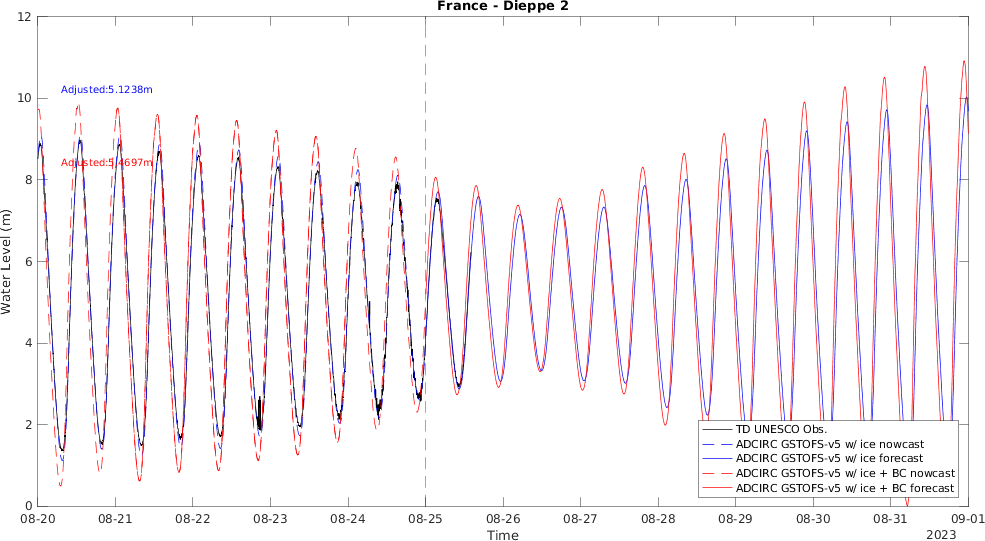 France - Dieppe 2
12
10
8
6
4
2
0
Water Level (m)
Adjusted:5.1238m
Adjusted:5.4697m
TD UNESCO Obs.
ADCIRC GSTOFS-v5 w/ ice nowcast
ADCIRC GSTOFS-v5 w/ ice forecast
ADCIRC GSTOFS-v5 w/ ice + BC nowcast
ADCIRC GSTOFS-v5 w/ ice + BC forecast
08-20 08-21 08-22 08-23 08-24 08-25 08-26 08-27 08-28 08-29 08-30 08-31 09-01
Time
2023